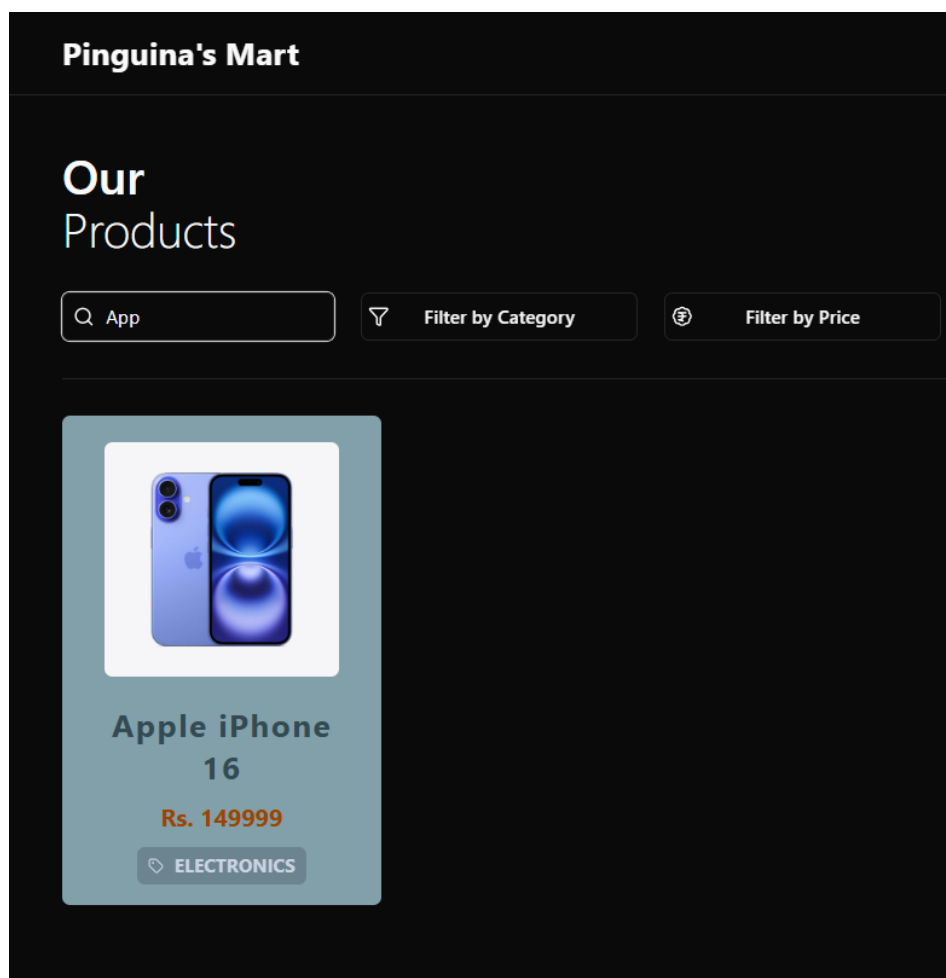 Pinguina's Mart
Our
Products
App
Filter by Category
Filter by Price
Apple iPhone
16
Rs. 149999
ELECTRONICS